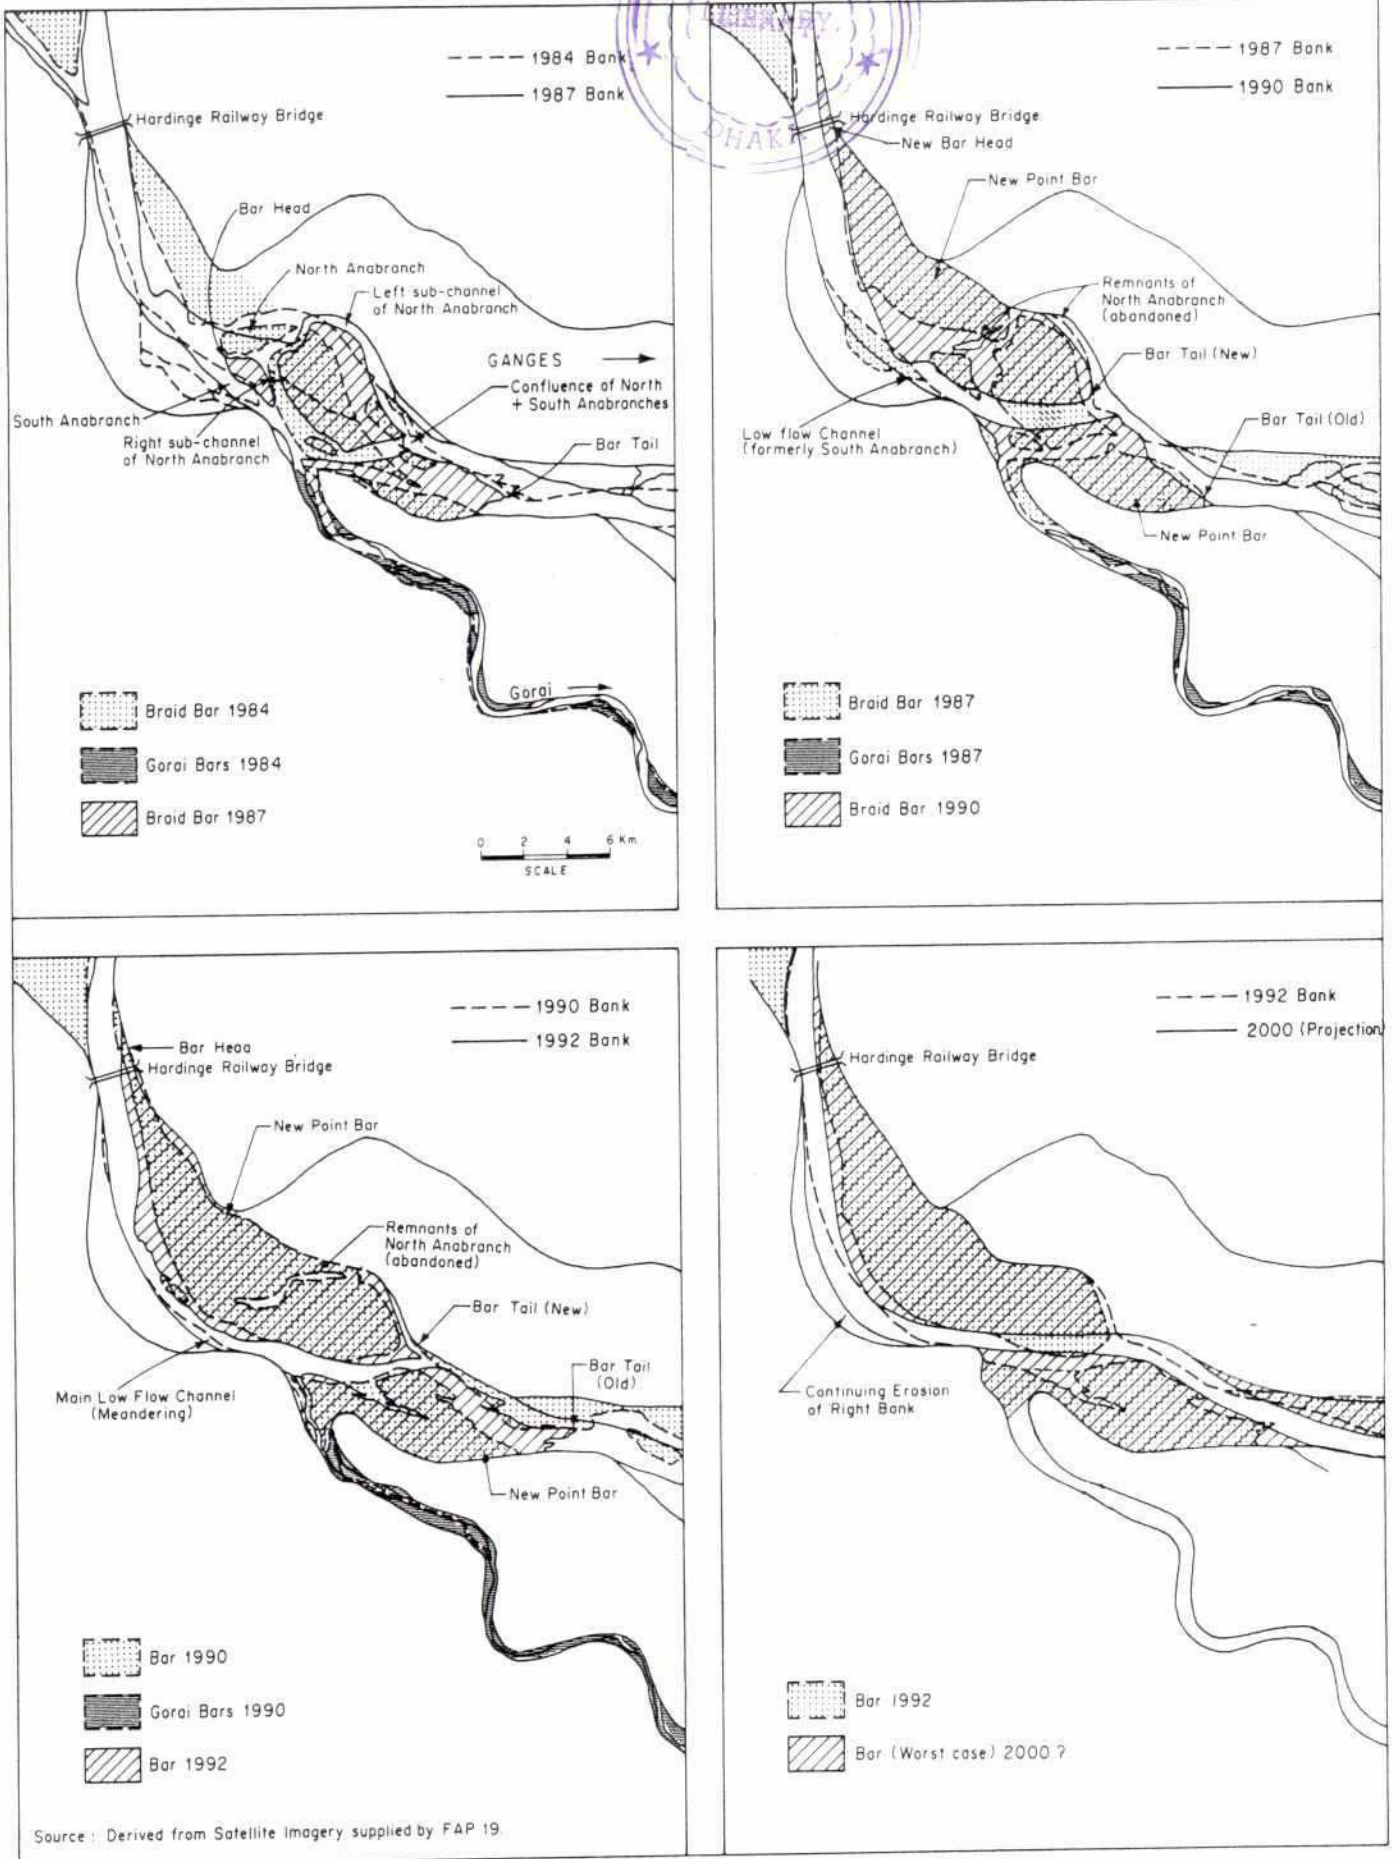 LIBRARY.
DHAKA
1984 Bank
1987 Bank
Hardinge Railway Bridge
Bar Head
North Anabranch
Left sub-channel
of North Anabranch
GANGES
Confluence of North
+ South Anabranches
South Anabranch
Right sub-channel
of North Anabranch
Bar Tail
Gorai
Braid Bar 1984
Gorai Bars 1984
Braid Bar 1987
0 2 4 6 Km
SCALE
1987 Bank
1990 Bank
Hardinge Railway Bridge
New Bar Head
New Point Bar
Remnants of
North Anabranch
(abandoned)
Bar Tail (New)
Low flow Channel
(formerly South Anabranch)
Bar Tail (Old)
New Point Bar
Braid Bar 1987
Gorai Bars 1987
Braid Bar 1990
1990 Bank
1992 Bank
Bar Head
Hardinge Railway Bridge
New Point Bar
Remnants of
North Anabranch
(abandoned)
Bar Tail (New)
Bar Tail
(Old)
Main Low Flow Channel
(Meandering)
New Point Bar
Bar 1990
Gorai Bars 1990
Bar 1992
Source : Derived from Satellite Imagery supplied by FAP 19.
1992 Bank
2000 (Projection)
Hardinge Railway Bridge
Continuing Erosion
of Right Bank
Bar 1992
Bar (Worst case) 2000 ?